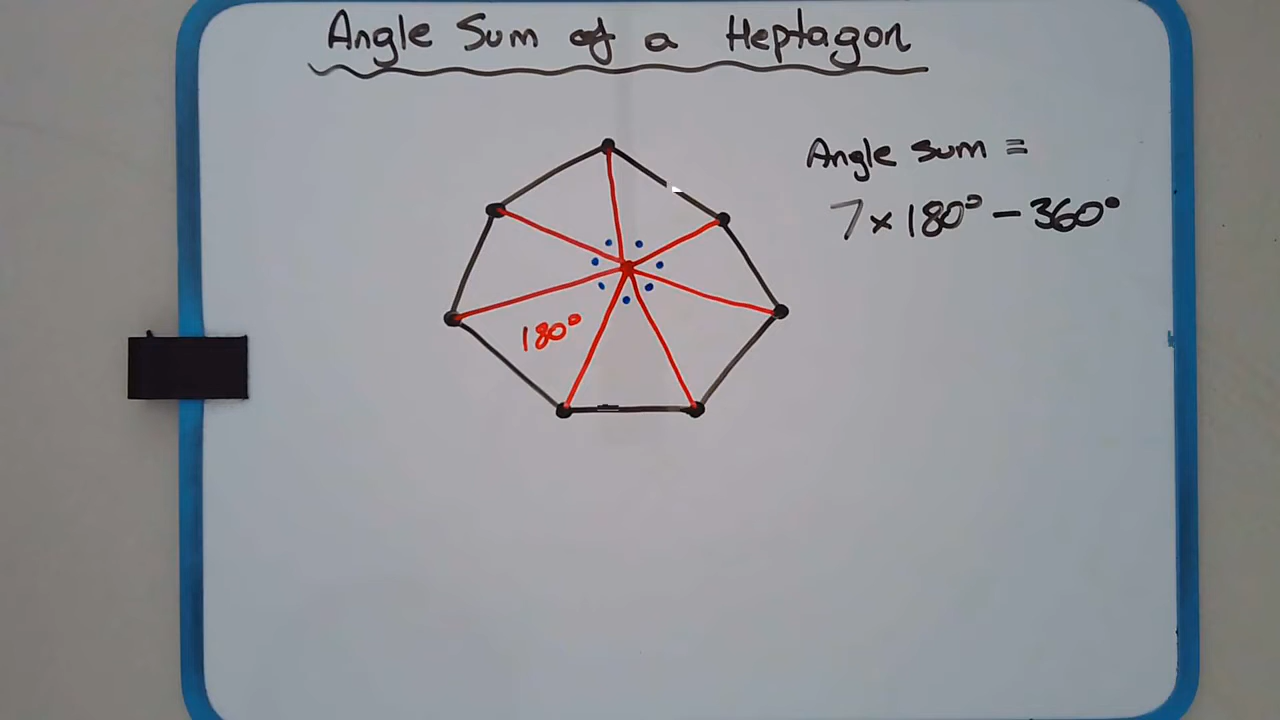 Angle Sum of a Heptagon
Angle sum =
7 × 180° − 360°
180°